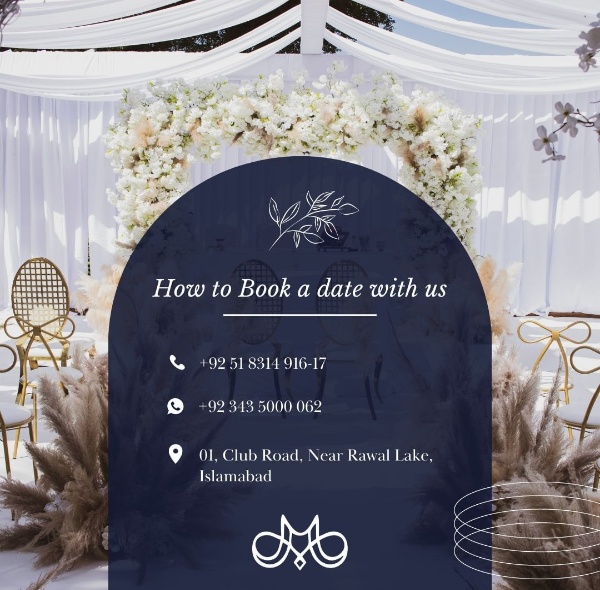 How to Book a date with us
+92 51 8314 916-17
+92 343 5000 062
01, Club Road, Near Rawal Lake,
Islamabad